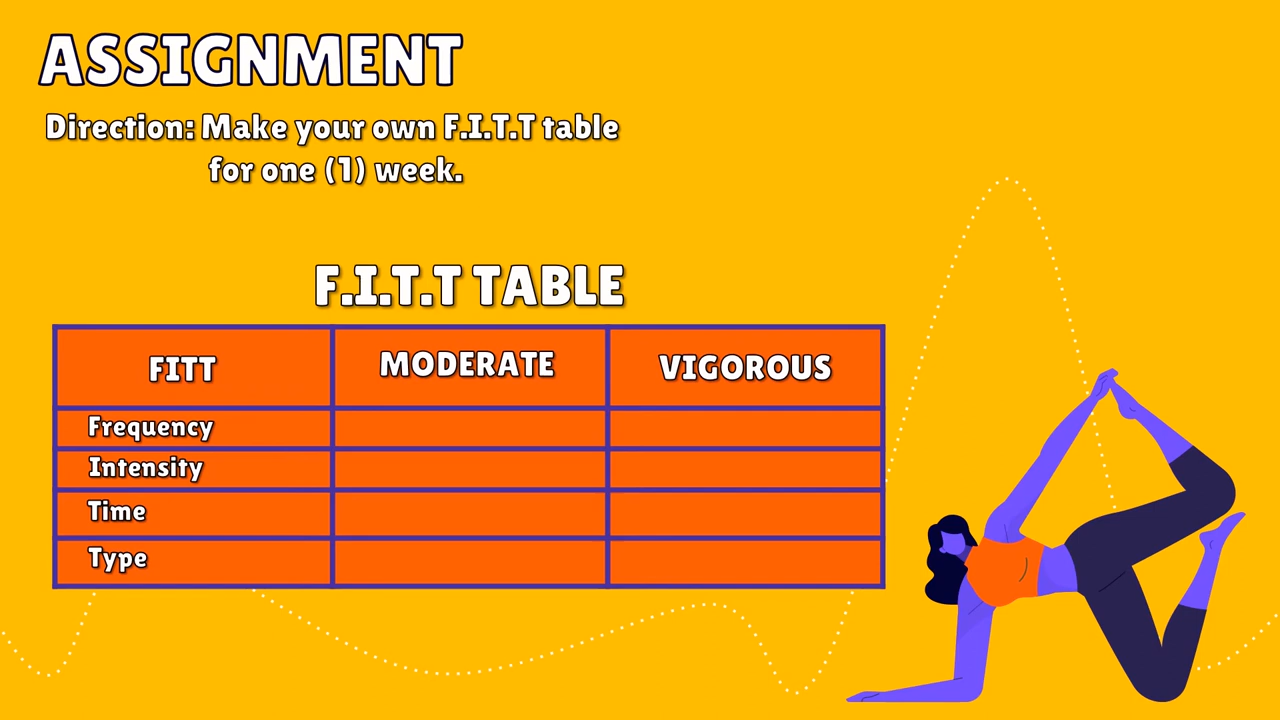 ASSIGNMENT
Direction: Make your own F.I.T.T table
for one (1) week.
F.I.T.T TABLE
FITT MODERATE VIGOROUS
Frequency
Intensity
Time
Type